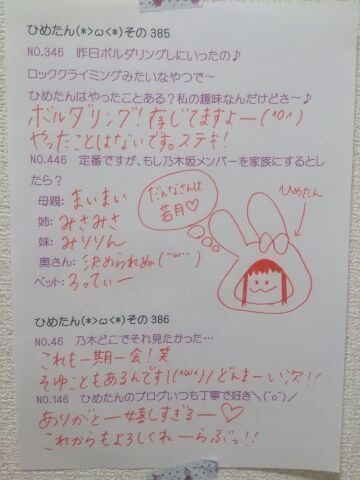 ひめたん(*>ω<*)その385
NO.346 昨日ボルダリングしにいったの♪
ロッククライミングみたいなやつで〜
ひめたんはやったことある?私の趣味なんだけどさ〜♪
ボルダリング!存じてますよー(^o^)
やったことはないです。ステキ!
NO.446 定番ですが、もし乃木坂メンバーを家族にするとし
たら?
母親: まいまい
姉: みさみさ
妹: みりりん
奥さん: 決められぬ(¨ω¨)
ペット: ろってぃー
だんなさんは
若月♡
ひめたん
ひめたん(*>ω<*)その386
NO.46 乃木どこでそれ見たかった…
これも一期一会!笑
そゆこともあるんです\(^ω^)/どんまーい次!!
NO.146 ひめたんのブログいつも丁寧で好き＼(^o^)／
ありがとー嬉しすぎるー♡
これからもよろしくねーらぶっ!!